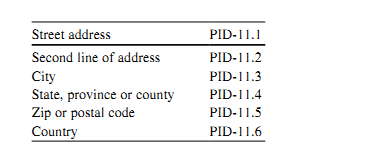 Street address PID-11.1
Second line of address PID-11.2
City PID-11.3
State, province or county PID-11.4
Zip or postal code PID-11.5
Country PID-11.6